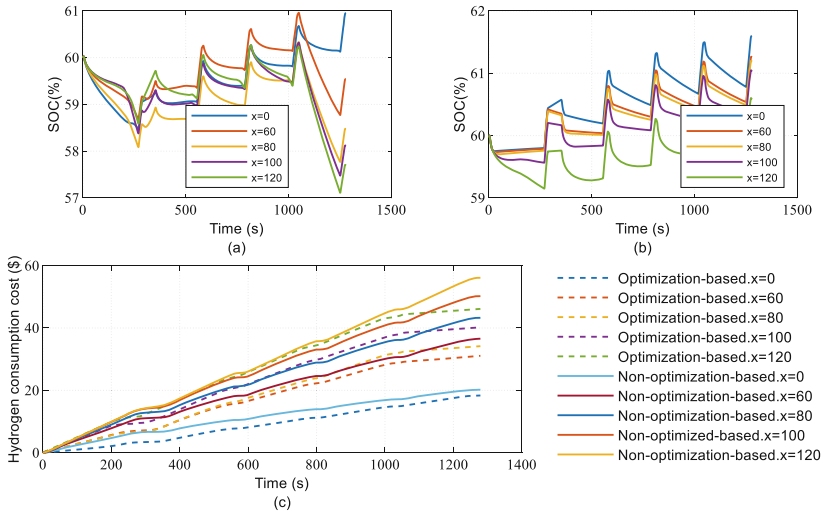 61
60
59
58
57
SOC(%)
x=0
x=60
x=80
x=100
x=120
0
500
1000
1500
Time (s)
(a)
62
61
60
59
SOC(%)
x=0
x=60
x=80
x=100
x=120
0
500
1000
1500
Time (s)
(b)
60
40
20
0
Hydrogen consumption cost ($)
0
200
400
600
800
1000
1200
1400
Time (s)
(c)
Optimization-based.x=0
Optimization-based.x=60
Optimization-based.x=80
Optimization-based.x=100
Optimization-based.x=120
Non-optimization-based.x=0
Non-optimization-based.x=60
Non-optimization-based.x=80
Non-optimized-based.x=100
Non-optimization-based.x=120